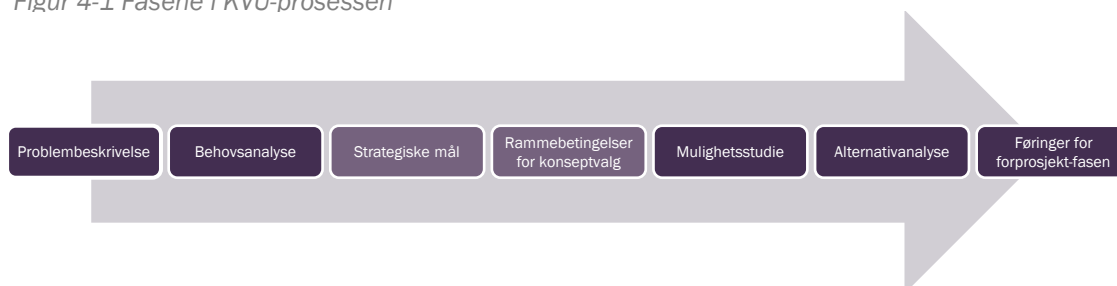 Figur 4-1 Fasene i KVU-prosessen
Problembeskrivelse
Behovsanalyse
Strategiske mål
Rammebetingelser
for konseptvalg
Mulighetsstudie
Alternativanalyse
Føringer for
forprosjekt-fasen